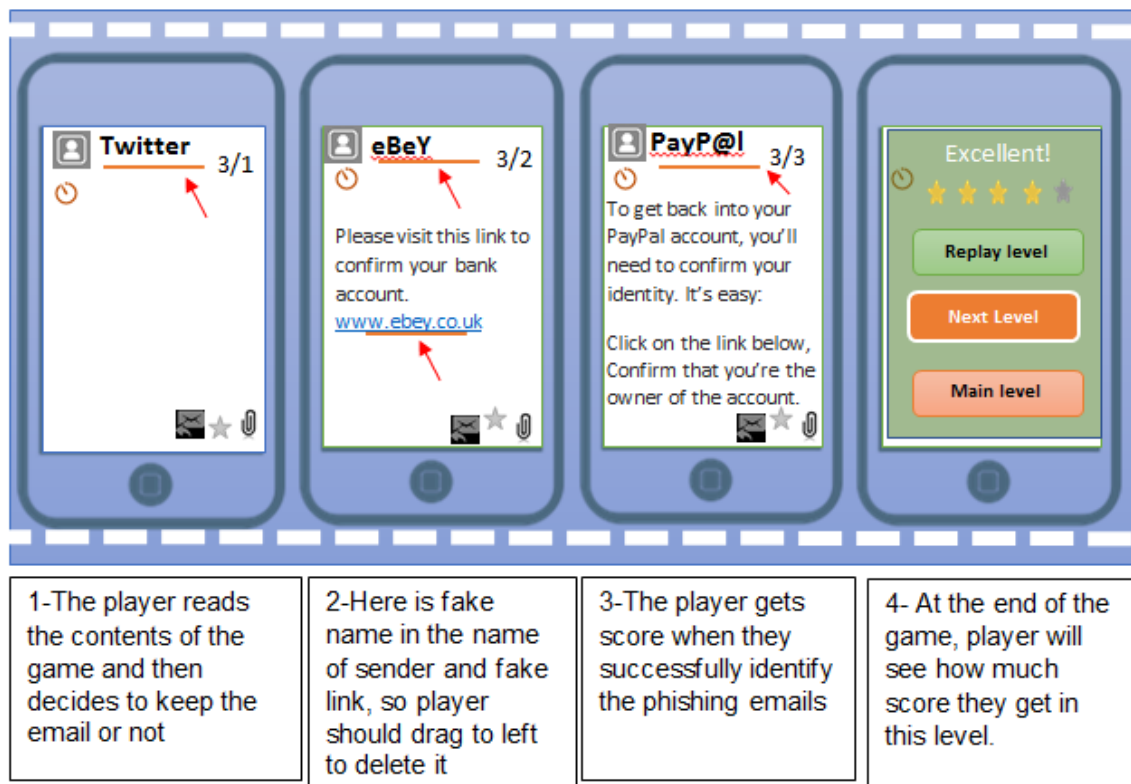 Twitter
3/1
eBeY
3/2
Please visit this link to
confirm your bank
account.
www.ebey.co.uk
PayP@l
3/3
To get back into your
PayPal account, you'll
need to confirm your
identity. It's easy:
Click on the link below,
Confirm that you're the
owner of the account.
Excellent!
Replay level
Next Level
Main level
1-The player reads
the contents of the
game and then
decides to keep the
email or not
2-Here is fake
name in the name
of sender and fake
link, so player
should drag to left
to delete it
3-The player gets
score when they
successfully identify
the phishing emails
4- At the end of the
game, player will
see how much
score they get in
this level.